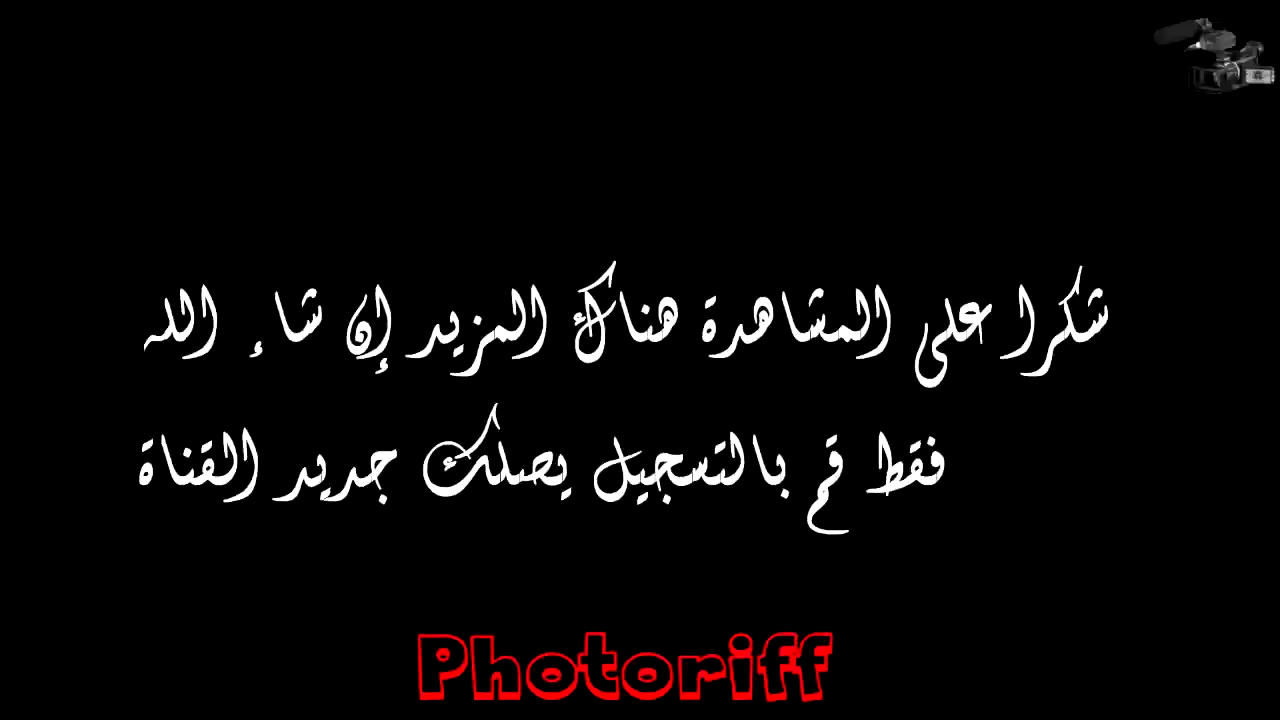 شكرا على المشاهدة هناك المزيد إن شاء الله
فقط قم بالتسجيل يصلك جديد القناة
Photoriff